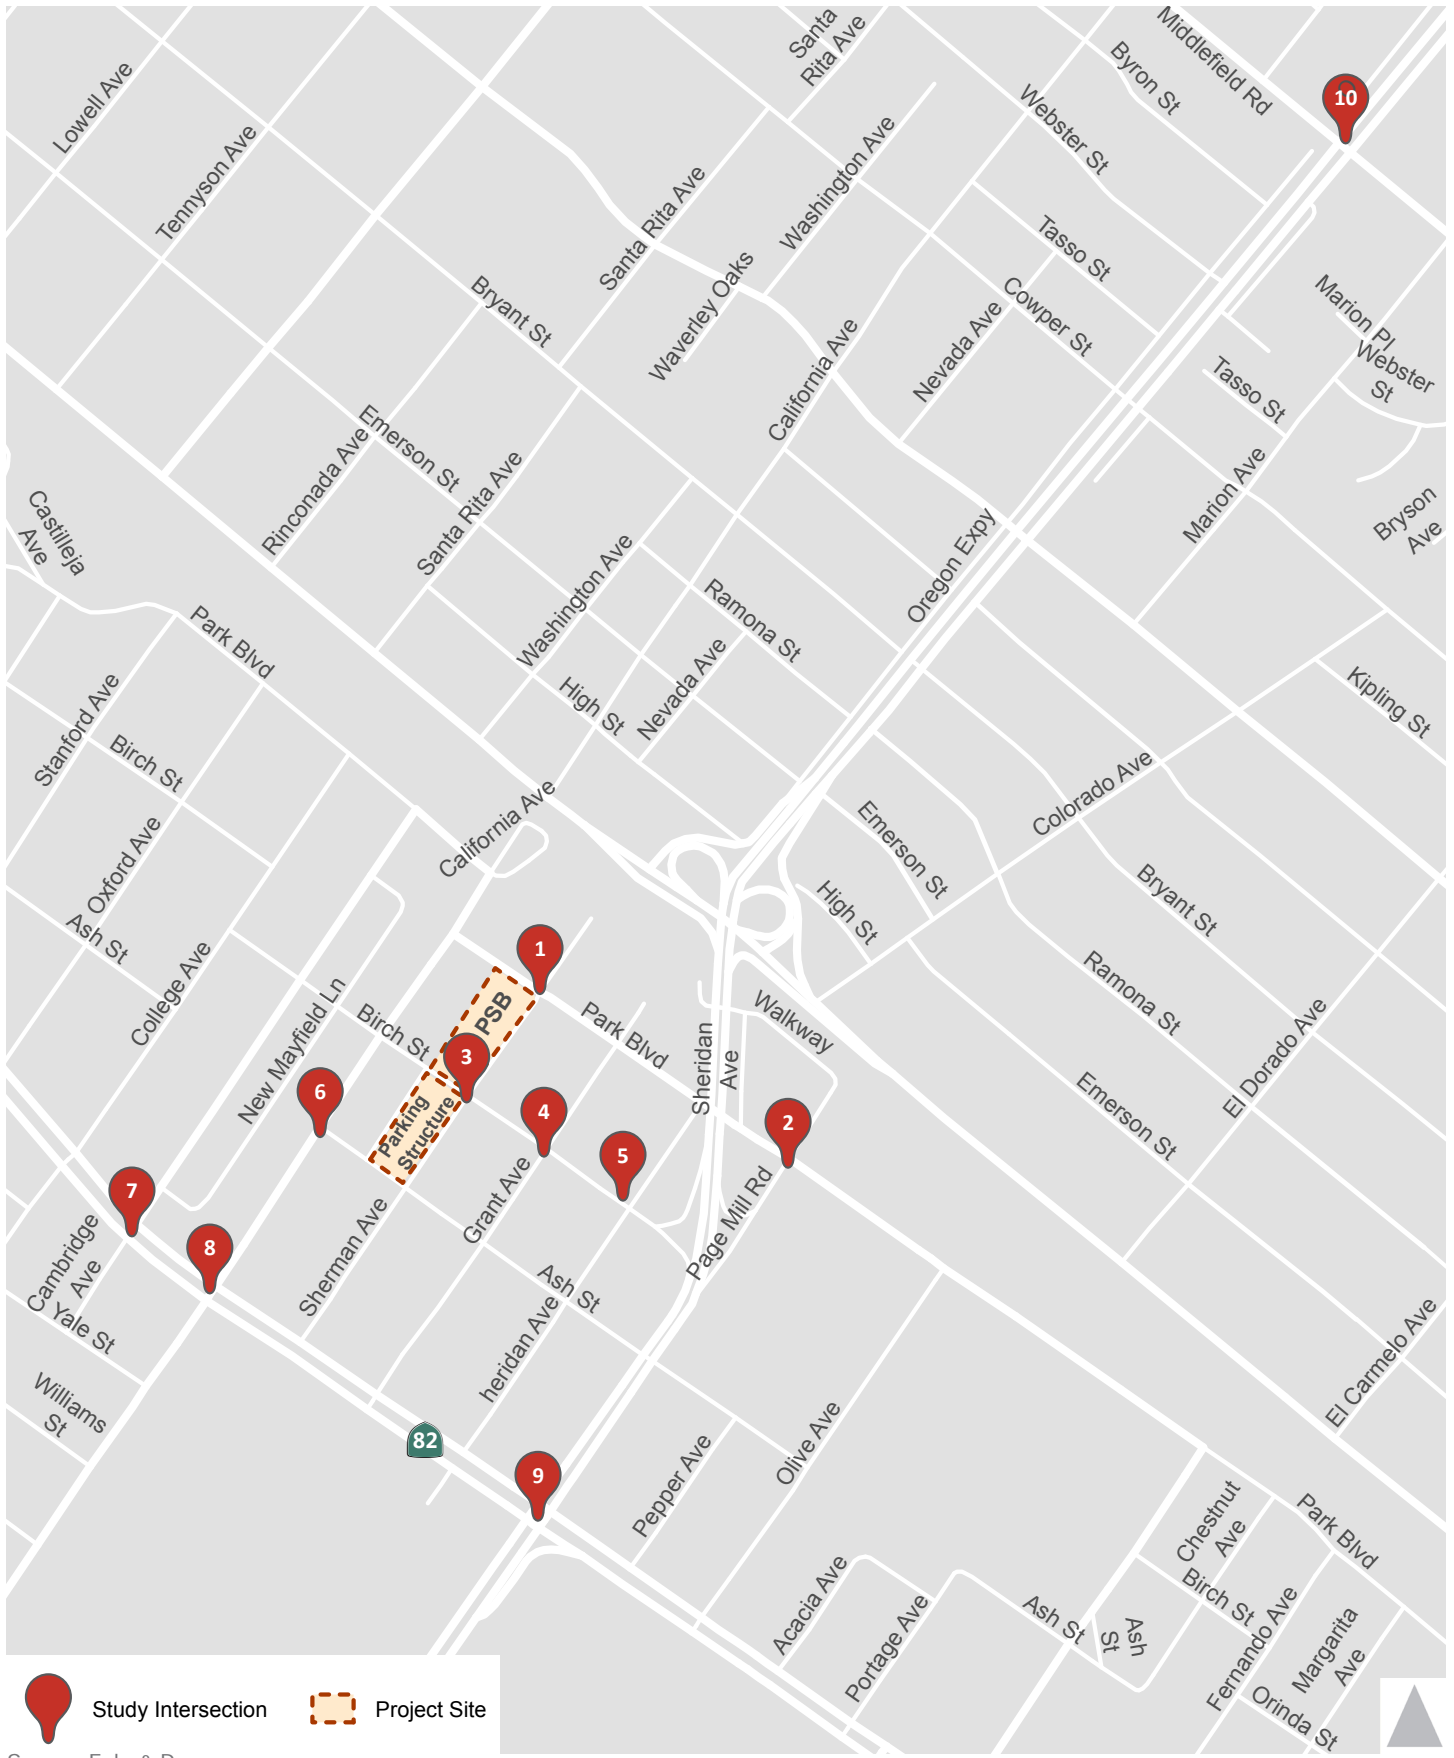 Santa
Rita Ave
Middlefield Rd
Byron St
Webster St
10
Lowell Ave
Tennyson Ave
Santa Rita Ave
Washington Ave
Tasso St
Waverley Oaks
Bryant St
Cowper St
Nevada Ave
California Ave
Marion Pl
Webster
St
Tasso St
Emerson St
Rinconada Ave
Santa Rita Ave
Marion Ave
Bryson
Ave
Castilleja
Ave
Oregon Expy
Washington Ave
Ramona St
Park Blvd
Nevada Ave
High St
Kipling St
Stanford Ave
Birch St
California Ave
Colorado Ave
Emerson St
Oxford Ave
Bryant St
High St
Ash St
College Ave
1
Ramona St
New Mayfield Ln
PSB
Park Blvd
Walkway
Birch St
Sheridan
Ave
El Dorado Ave
3
6
4
2
Emerson St
Parking
Structure
5
7
Grant Ave
Page Mill Rd
Sherman Ave
8
Cambridge
Ave
Ash St
Yale St
heridan Ave
El Carmelo Ave
Williams
St
Olive Ave
82
Pepper Ave
9
Chestnut
Ave
Park Blvd
Acacia Ave
Birch St
Portage Ave
Ash St
Ash
St
Fernando Ave
Margarita
Ave
Orinda St
Study Intersection
Project Site